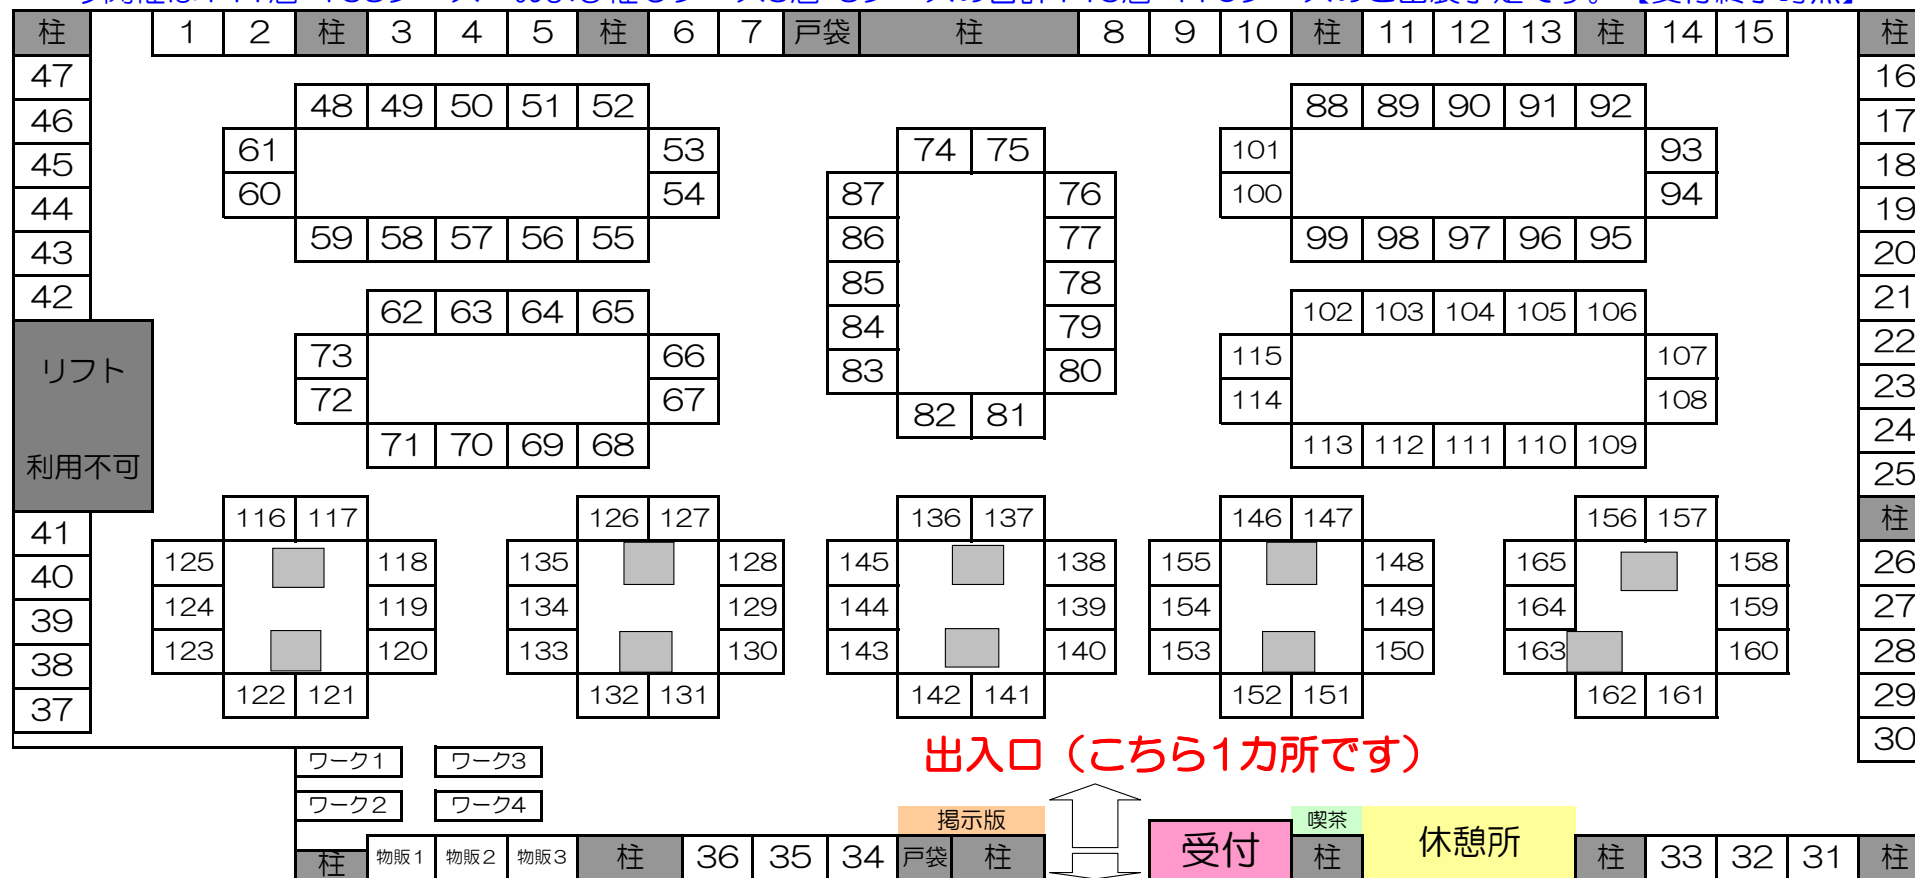 柱 1 2 柱 3 4 5 柱 6 7 戸袋 柱 8 9 10 柱 11 12 13 柱 14 15 柱
47 16
48 49 50 51 52 88 89 90 91 92
46 17
61 53 74 75 101 93
45 18
60 54 87 76 100 94
44 19
59 58 57 56 55 86 77 99 98 97 96 95
43 20
85 78
42 21
62 63 64 65 84 79 102 103 104 105 106
22
73 66 83 80 115 107
リフト 23
72 67 82 81 114 108
24
71 70 69 68 113 112 111 110 109
利用不可 25
116 117 126 127 136 137 146 147 156 157 柱
41
125 118 135 128 145 138 155 148 165 158 26
40
124 119 134 129 144 139 154 149 164 159 27
39
123 120 133 130 143 140 153 150 163 160 28
38
122 121 132 131 142 141 152 151 162 161 29
37
出入口（こちら1カ所です） 30
ワーク1 ワーク3
ワーク2 ワーク4
掲示版 喫茶
柱 物販1 物販2 物販3 柱 36 35 34 戸袋 柱 受付 柱 休憩所 柱 33 32 31 柱